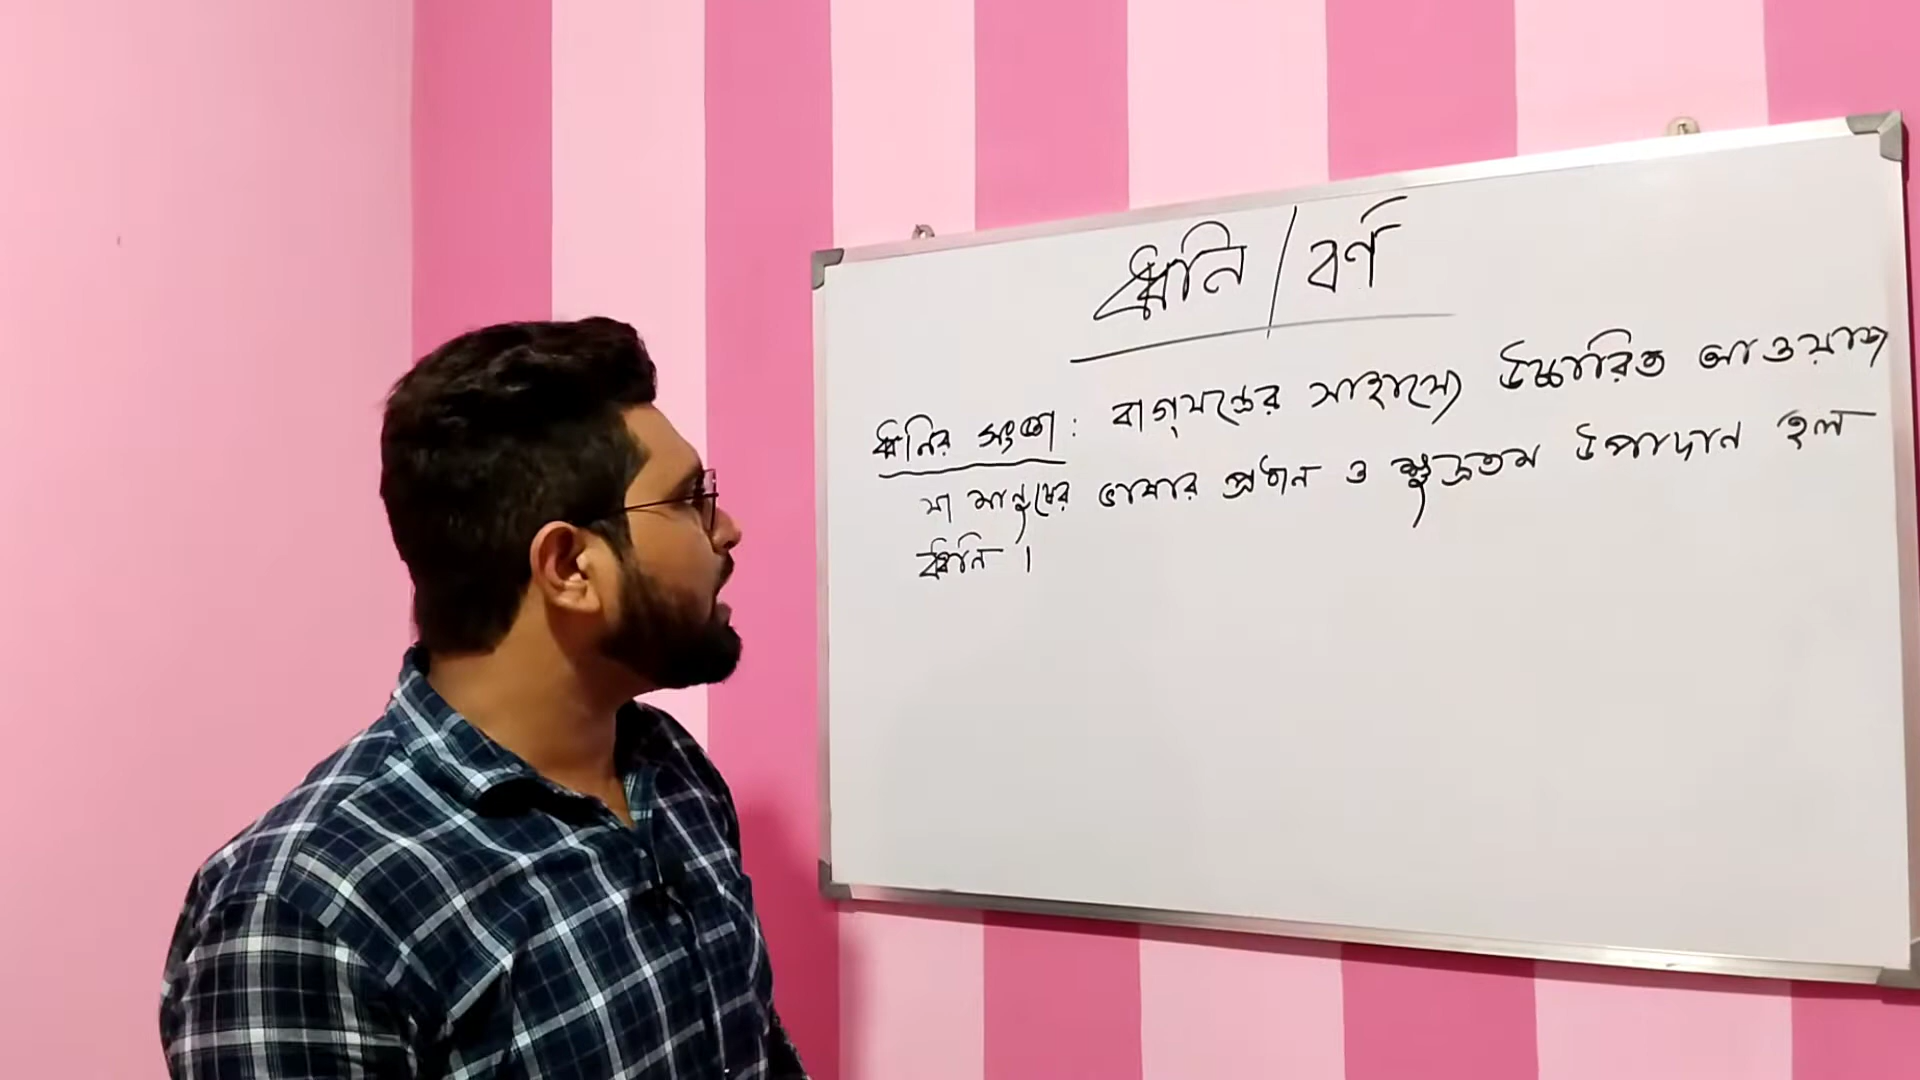 ধ্বনি / বর্ণ
ধ্বনির সংজ্ঞা : বাগ্‌যন্ত্রের সাহায্যে উচ্চারিত আওয়াজ
যা মানুষের ভাষার প্রধান ও ক্ষুদ্রতম উপাদান হল
ধ্বনি ।